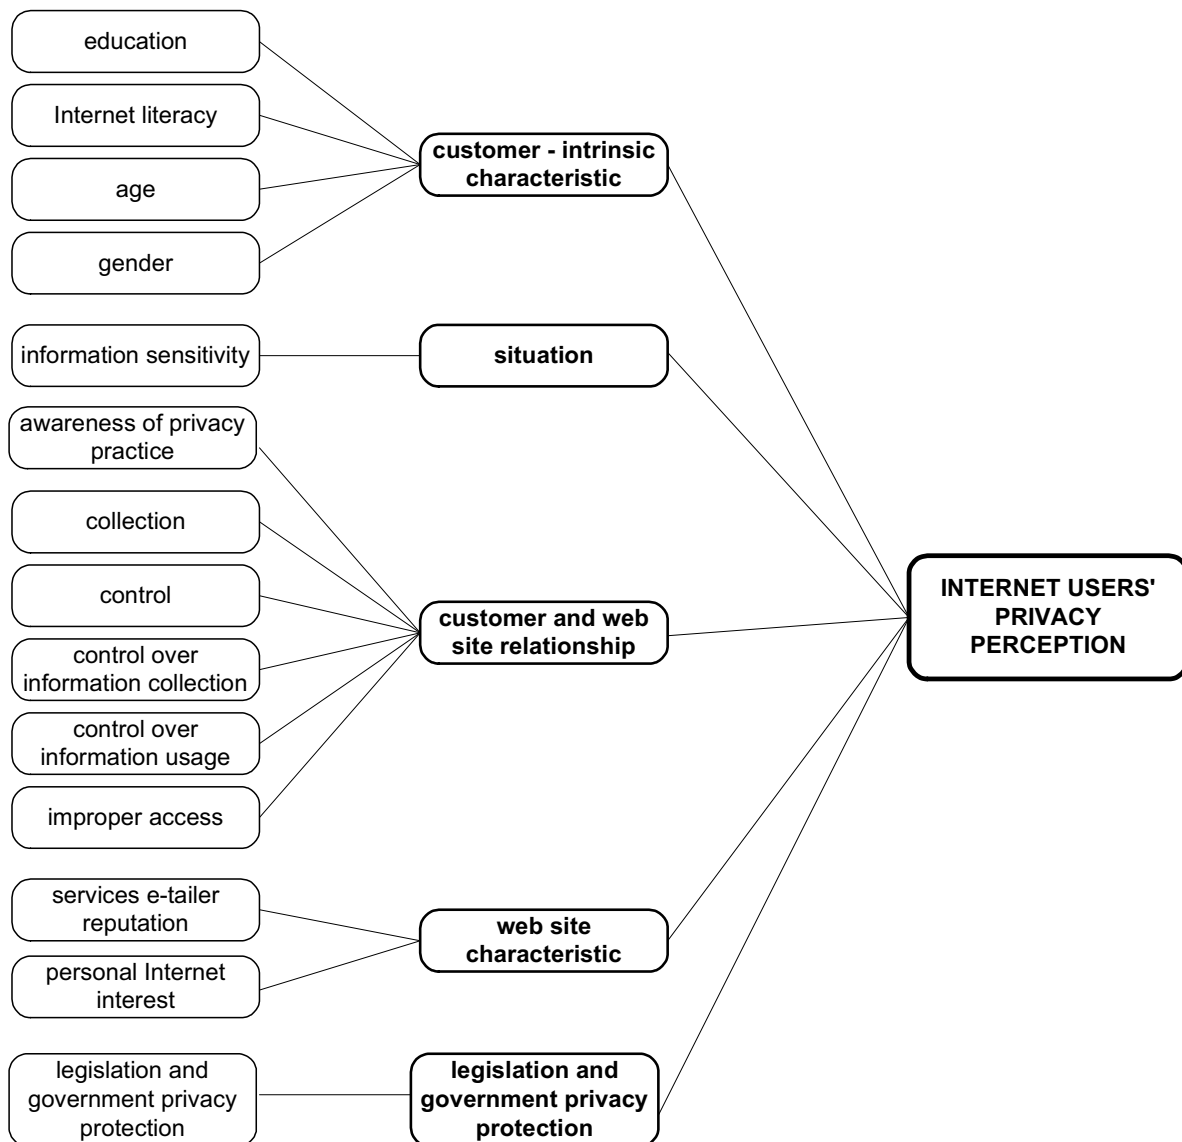 education
Internet literacy
age
gender
information sensitivity
awareness of privacy
practice
collection
control
control over
information collection
control over
information usage
improper access
services e-tailer
reputation
personal Internet
interest
legislation and
government privacy
protection
customer - intrinsic
characteristic
situation
customer and web
site relationship
web site
characteristic
legislation and
government privacy
protection
INTERNET USERS'
PRIVACY
PERCEPTION